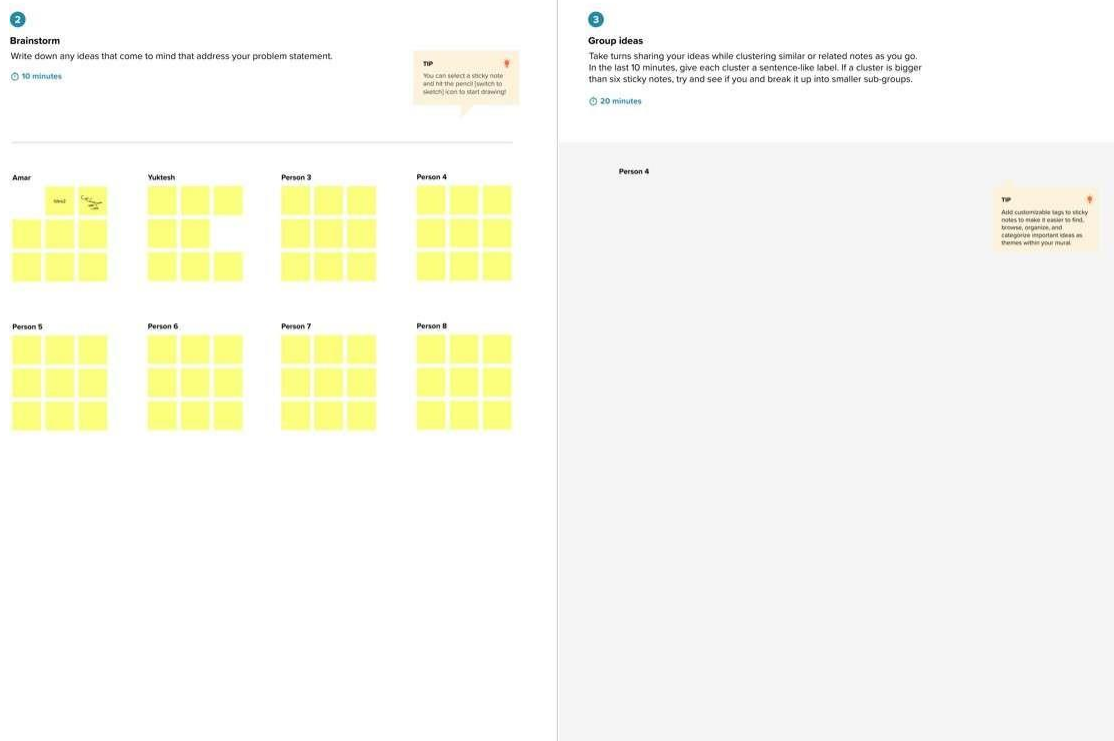 2
Brainstorm
Write down any ideas that come to mind that address your problem statement.
10 minutes
TIP
You can select a sticky note
and hit the pencil [switch to
sketch] icon to start drawing!
Amar
Yuktesh
Person 3
Person 4
Person 5
Person 6
Person 7
Person 8
3
Group ideas
Take turns sharing your ideas while clustering similar or related notes as you go.
In the last 10 minutes, give each cluster a sentence-like label. If a cluster is bigger
than six sticky notes, try and see if you and break it up into smaller sub-groups.
20 minutes
Person 4
TIP
Add customizable tags to sticky
notes to make it easier to find,
browse, organize, and
categorize important ideas as
themes within your mural.